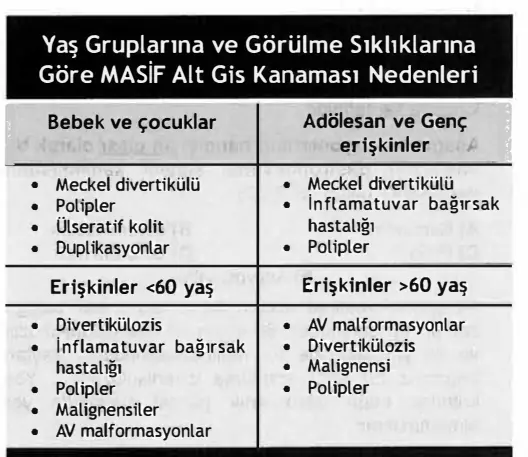 Yaş Gruplarına ve Görülme Sıklıklarına
Göre MASİF Alt Gis Kanaması Nedenleri
Bebek ve çocuklar
• Meckel divertikülü
• Polipler
• Ülseratif kolit
• Duplikasyonlar
Adölesan ve Genç
erişkinler
• Meckel divertikülü
• İnflamatuvar bağırsak
hastalığı
• Polipler
Erişkinler <60 yaş
• Divertikülozis
• İnflamatuvar bağırsak
hastalığı
• Polipler
• Malignensiler
• AV malformasyonlar
Erişkinler >60 yaş
• AV malformasyonlar
• Divertikülozis
• Malignensi
• Polipler